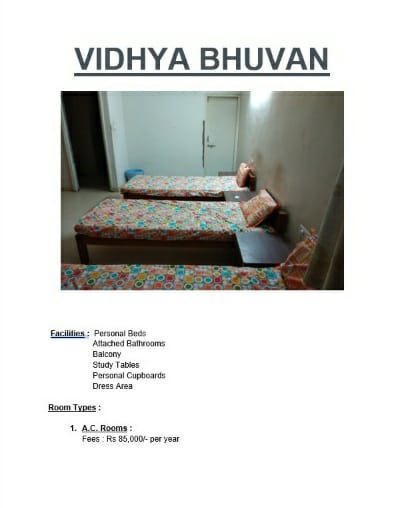 VIDHYA BHUVAN
Facilities : Personal Beds
Attached Bathrooms
Balcony
Study Tables
Personal Cupboards
Dress Area
Room Types :
1. A.C. Rooms :
Fees : Rs 85,000/- per year